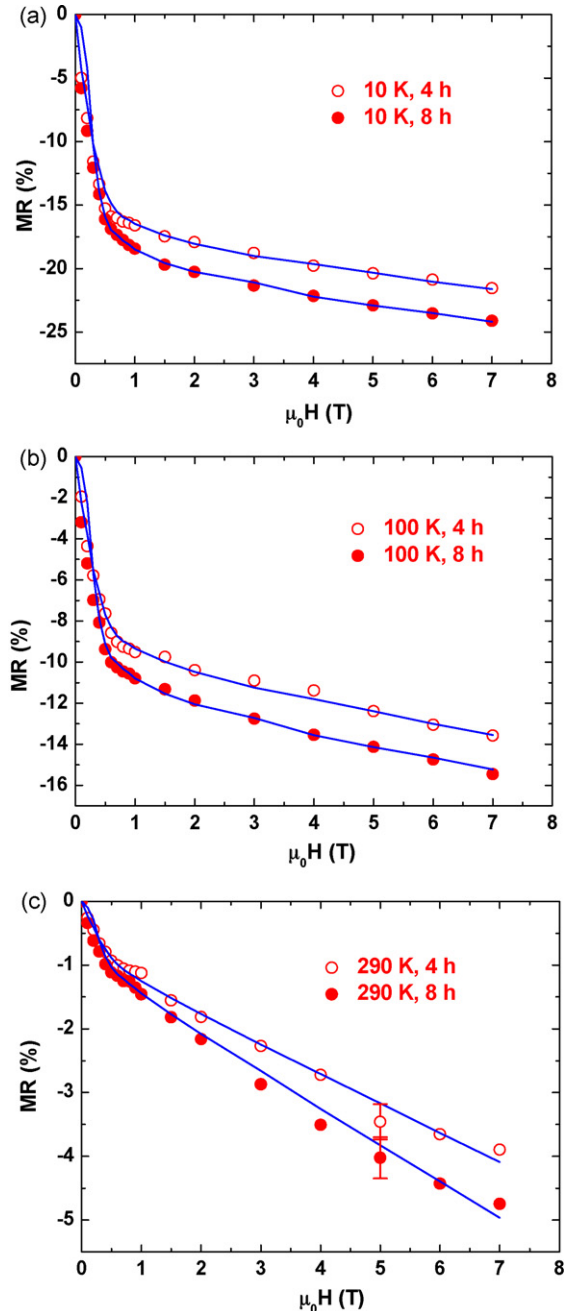 (a)
0
-5
-10
-15
-20
-25
MR (%)
10 K, 4 h
10 K, 8 h
0 1 2 3 4 5 6 7 8
μ₀H (T)
(b)
0
-2
-4
-6
-8
-10
-12
-14
-16
MR (%)
100 K, 4 h
100 K, 8 h
0 1 2 3 4 5 6 7 8
μ₀H (T)
(c)
0
-1
-2
-3
-4
-5
MR (%)
290 K, 4 h
290 K, 8 h
0 1 2 3 4 5 6 7 8
μ₀H (T)